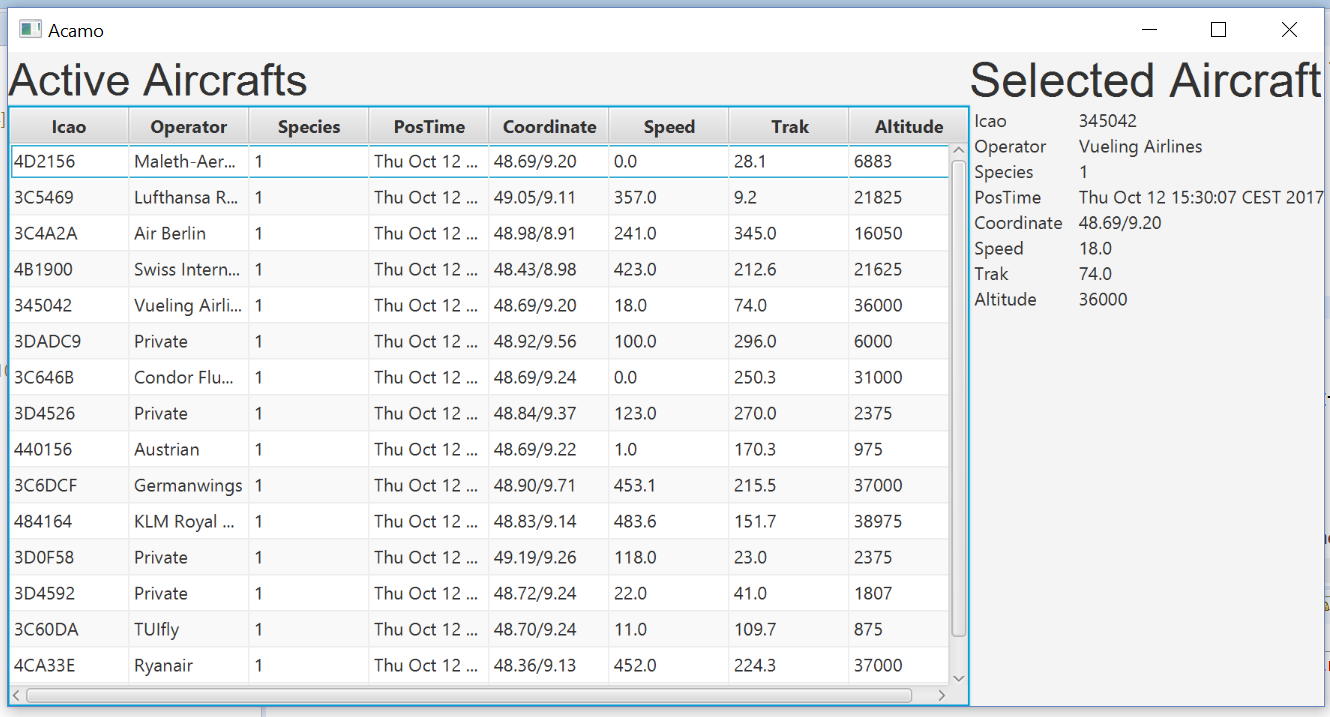 Acamo
Active Aircrafts
Icao Operator Species PosTime Coordinate Speed Trak Altitude
4D2156 Maleth-Aer... 1 Thu Oct 12 ... 48.69/9.20 0.0 28.1 6883
3C5469 Lufthansa R... 1 Thu Oct 12 ... 49.05/9.11 357.0 9.2 21825
3C4A2A Air Berlin 1 Thu Oct 12 ... 48.98/8.91 241.0 345.0 16050
4B1900 Swiss Intern... 1 Thu Oct 12 ... 48.43/8.98 423.0 212.6 21625
345042 Vueling Airli... 1 Thu Oct 12 ... 48.69/9.20 18.0 74.0 36000
3DADC9 Private 1 Thu Oct 12 ... 48.92/9.56 100.0 296.0 6000
3C646B Condor Flu... 1 Thu Oct 12 ... 48.69/9.24 0.0 250.3 31000
3D4526 Private 1 Thu Oct 12 ... 48.84/9.37 123.0 270.0 2375
440156 Austrian 1 Thu Oct 12 ... 48.69/9.22 1.0 170.3 975
3C6DCF Germanwings 1 Thu Oct 12 ... 48.90/9.71 453.1 215.5 37000
484164 KLM Royal ... 1 Thu Oct 12 ... 48.83/9.14 483.6 151.7 38975
3D0F58 Private 1 Thu Oct 12 ... 49.19/9.26 118.0 23.0 2375
3D4592 Private 1 Thu Oct 12 ... 48.72/9.24 22.0 41.0 1807
3C60DA TUIfly 1 Thu Oct 12 ... 48.70/9.24 11.0 109.7 875
4CA33E Ryanair 1 Thu Oct 12 ... 48.36/9.13 452.0 224.3 37000
Selected Aircraft
Icao 345042
Operator Vueling Airlines
Species 1
PosTime Thu Oct 12 15:30:07 CEST 2017
Coordinate 48.69/9.20
Speed 18.0
Trak 74.0
Altitude 36000